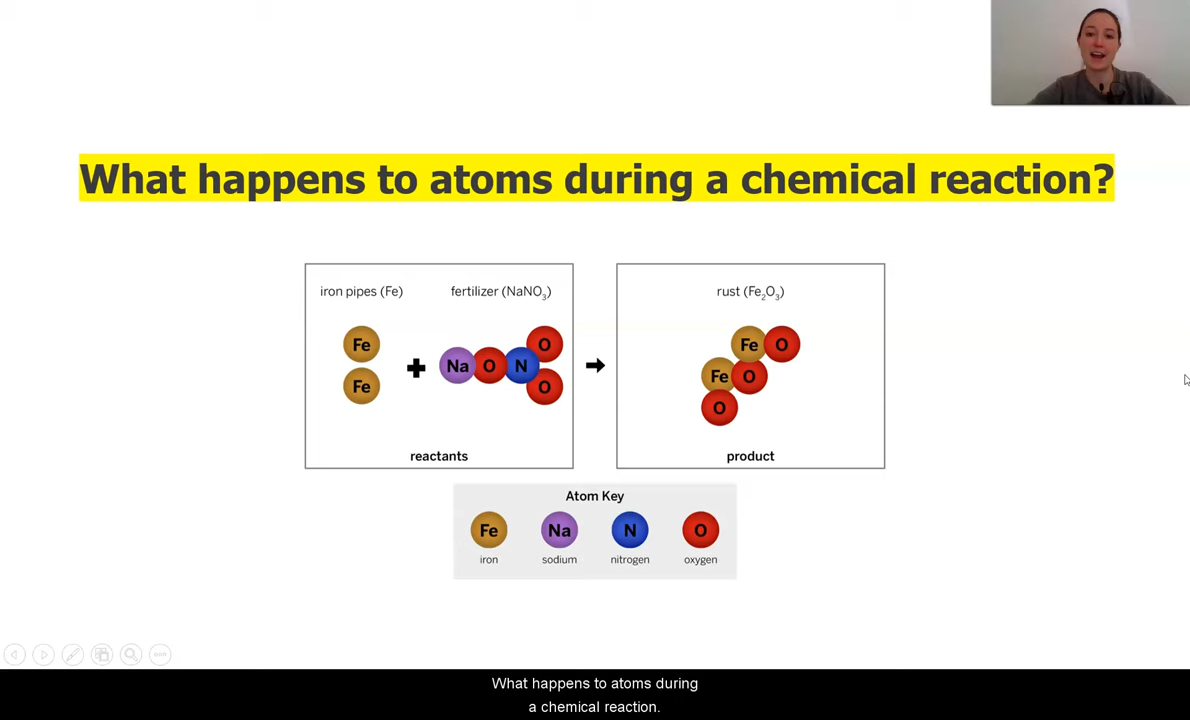 What happens to atoms during a chemical reaction?
iron pipes (Fe) fertilizer (NaNO₃)
rust (Fe₂O₃)
Fe
Fe
Na O N O O
reactants
Fe O
Fe O
O
product
Atom Key
Fe Na N O
iron sodium nitrogen oxygen
What happens to atoms during
a chemical reaction.